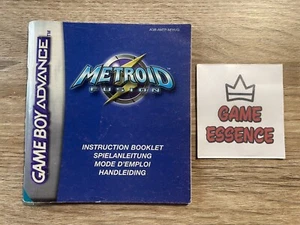 GAME BOY ADVANCE
METROID
FUSION
INSTRUCTION BOOKLET
SPIELANLEITUNG
MODE D'EMPLOI
HANDLEIDING
GAME
ESSENCE